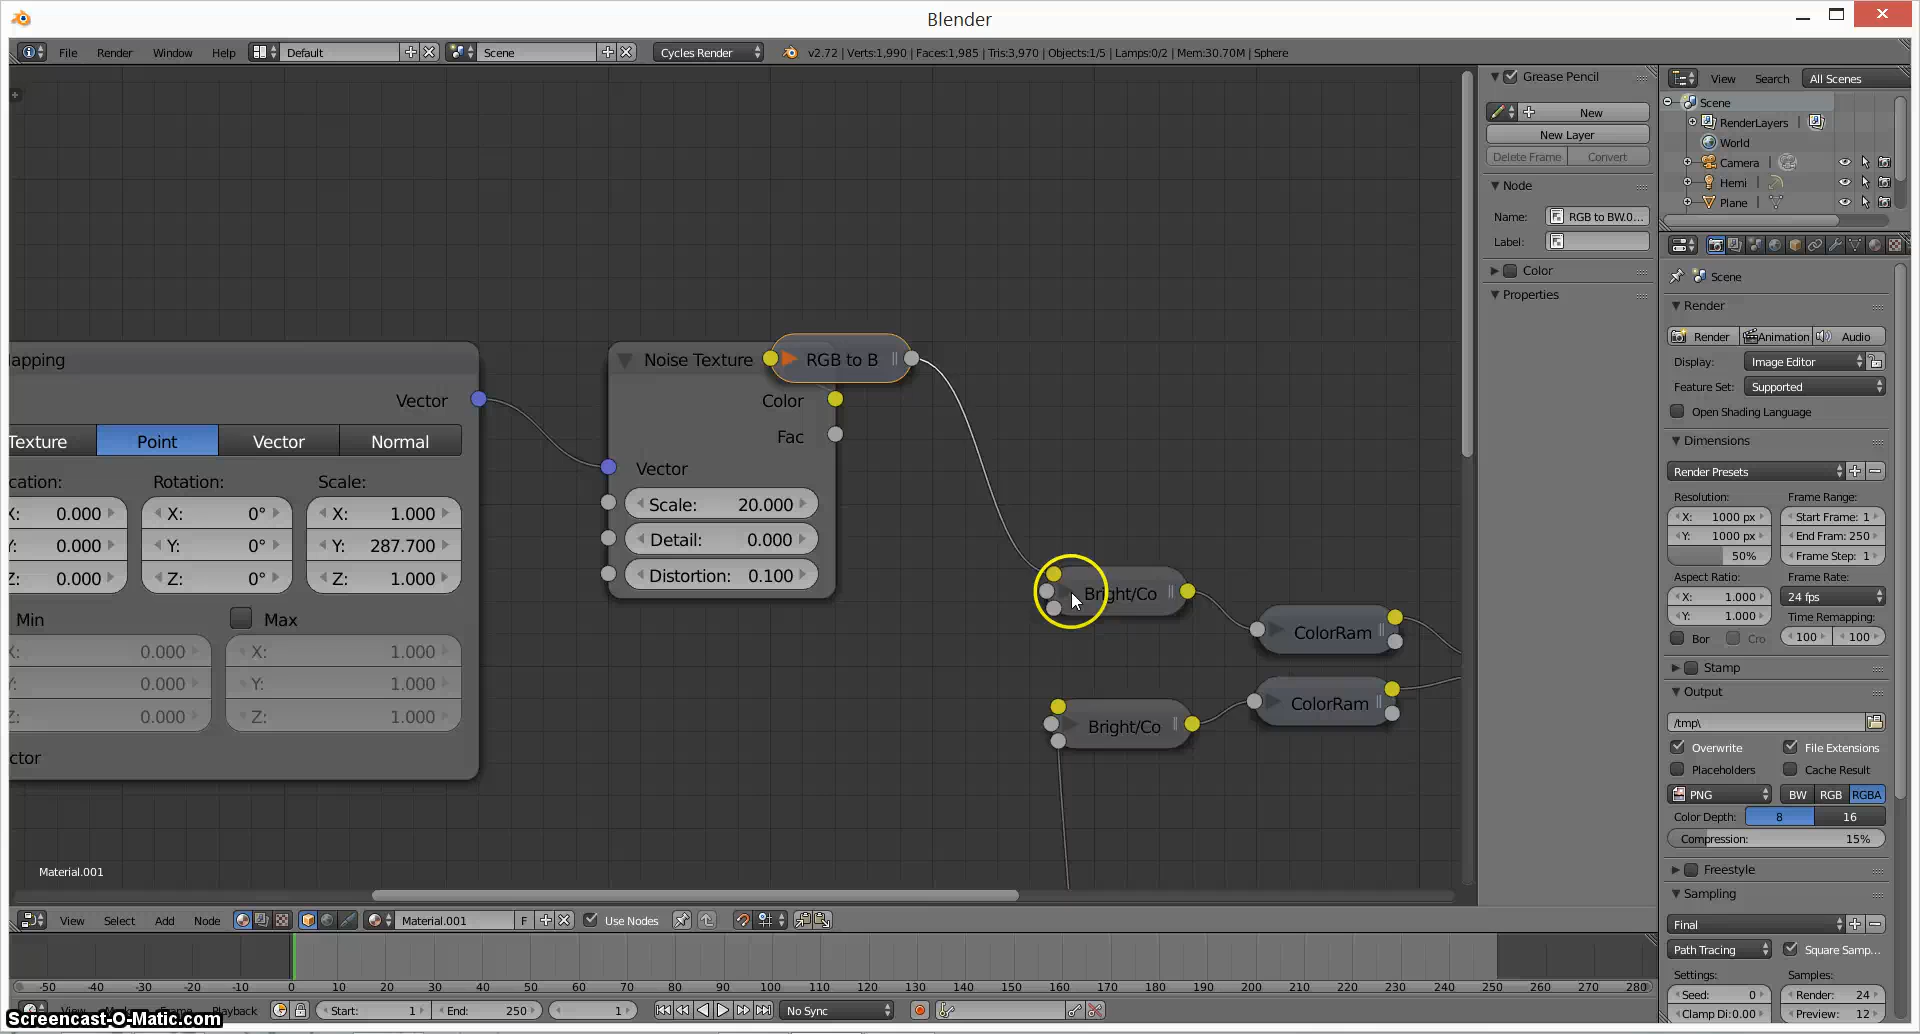 Blender
File Render Window Help Default Scene Cycles Render v2.72 | Verts:1,990 | Faces:1,985 | Tris:3,970 | Objects:1/5 | Lamps:0/2 | Mem:30.70M | Sphere
Mapping
Vector
Texture Point Vector Normal
cation: Rotation: Scale:
X: 0.000 X: 0° X: 1.000
Y: 0.000 Y: 0° Y: 287.700
Z: 0.000 Z: 0° Z: 1.000
Min Max
X: 0.000 X: 1.000
Y: 0.000 Y: 1.000
Z: 0.000 Z: 1.000
ctor
Noise Texture
RGB to B
Color
Fac
Vector
Scale: 20.000
Detail: 0.000
Distortion: 0.100
Bright/Co
ColorRam
Bright/Co
ColorRam
Material.001
Grease Pencil
New
New Layer
Delete Frame Convert
Node
Name: RGB to BW.0...
Label:
Color
Properties
View Search All Scenes
Scene
RenderLayers
World
Camera
Hemi
Plane
Scene
Render
Render Animation Audio
Display: Image Editor
Feature Set: Supported
Open Shading Language
Dimensions
Render Presets
Resolution: Frame Range:
X: 1000 px Start Frame: 1
Y: 1000 px End Fram: 250
50% Frame Step: 1
Aspect Ratio: Frame Rate:
X: 1.000 24 fps
Y: 1.000 Time Remapping:
Bor Cro 100 100
Stamp
Output
/tmp\
Overwrite File Extensions
Placeholders Cache Result
PNG BW RGB RGBA
Color Depth: 8 16
Compression: 15%
Freestyle
Sampling
Final
Path Tracing Square Samp...
Settings: Samples:
Seed: 0 Render: 24
Clamp Di:0.00 Preview: 12
View Select Add Node Material.001 F Use Nodes
-50 -40 -30 -20 -10 0 10 20 30 40 50 60 70 80 90 100 110 120 130 140 150 160 170 180 190 200 210 220 230 240 250 260 270 280
Playback Start: 1 End: 250 1 No Sync
Screencast-O-Matic.com